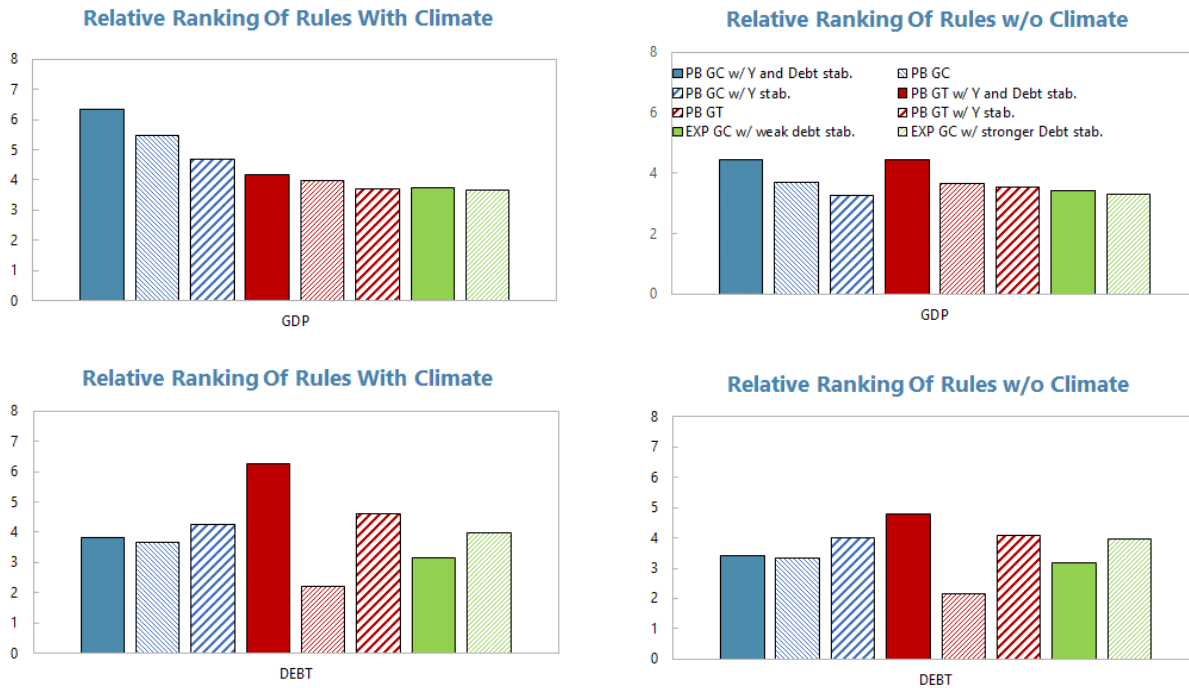 Relative Ranking Of Rules With Climate
8
7
6
5
4
3
2
1
0
GDP
Relative Ranking Of Rules w/o Climate
8
6
4
2
0
PB GC w/ Y and Debt stab.
PB GC
PB GC w/Y stab.
PB GT w/ Y and Debt stab.
PB GT
PB GT w/ Y stab.
EXP GC w/ weak debt stab.
EXP GC w/ stronger Debt stab.
GDP
Relative Ranking Of Rules With Climate
8
7
6
5
4
3
2
1
0
DEBT
Relative Ranking Of Rules w/o Climate
8
7
6
5
4
3
2
1
0
DEBT